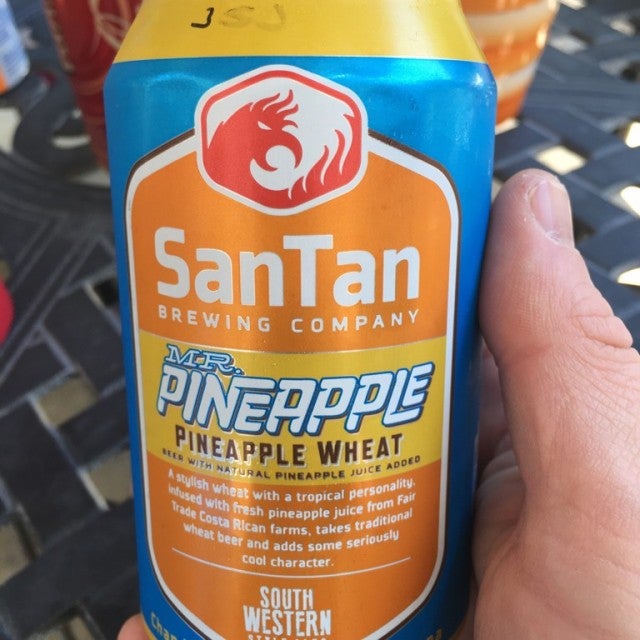 SanTan
BREWING COMPANY
MR.
PINEAPPLE
PINEAPPLE WHEAT
BEER WITH NATURAL PINEAPPLE JUICE ADDED
A stylish wheat with a tropical personality.
Infused with fresh pineapple juice from Fair
Trade Costa Rican farms, takes traditional
wheat beer and adds some seriously
cool character.
SOUTH
WESTERN